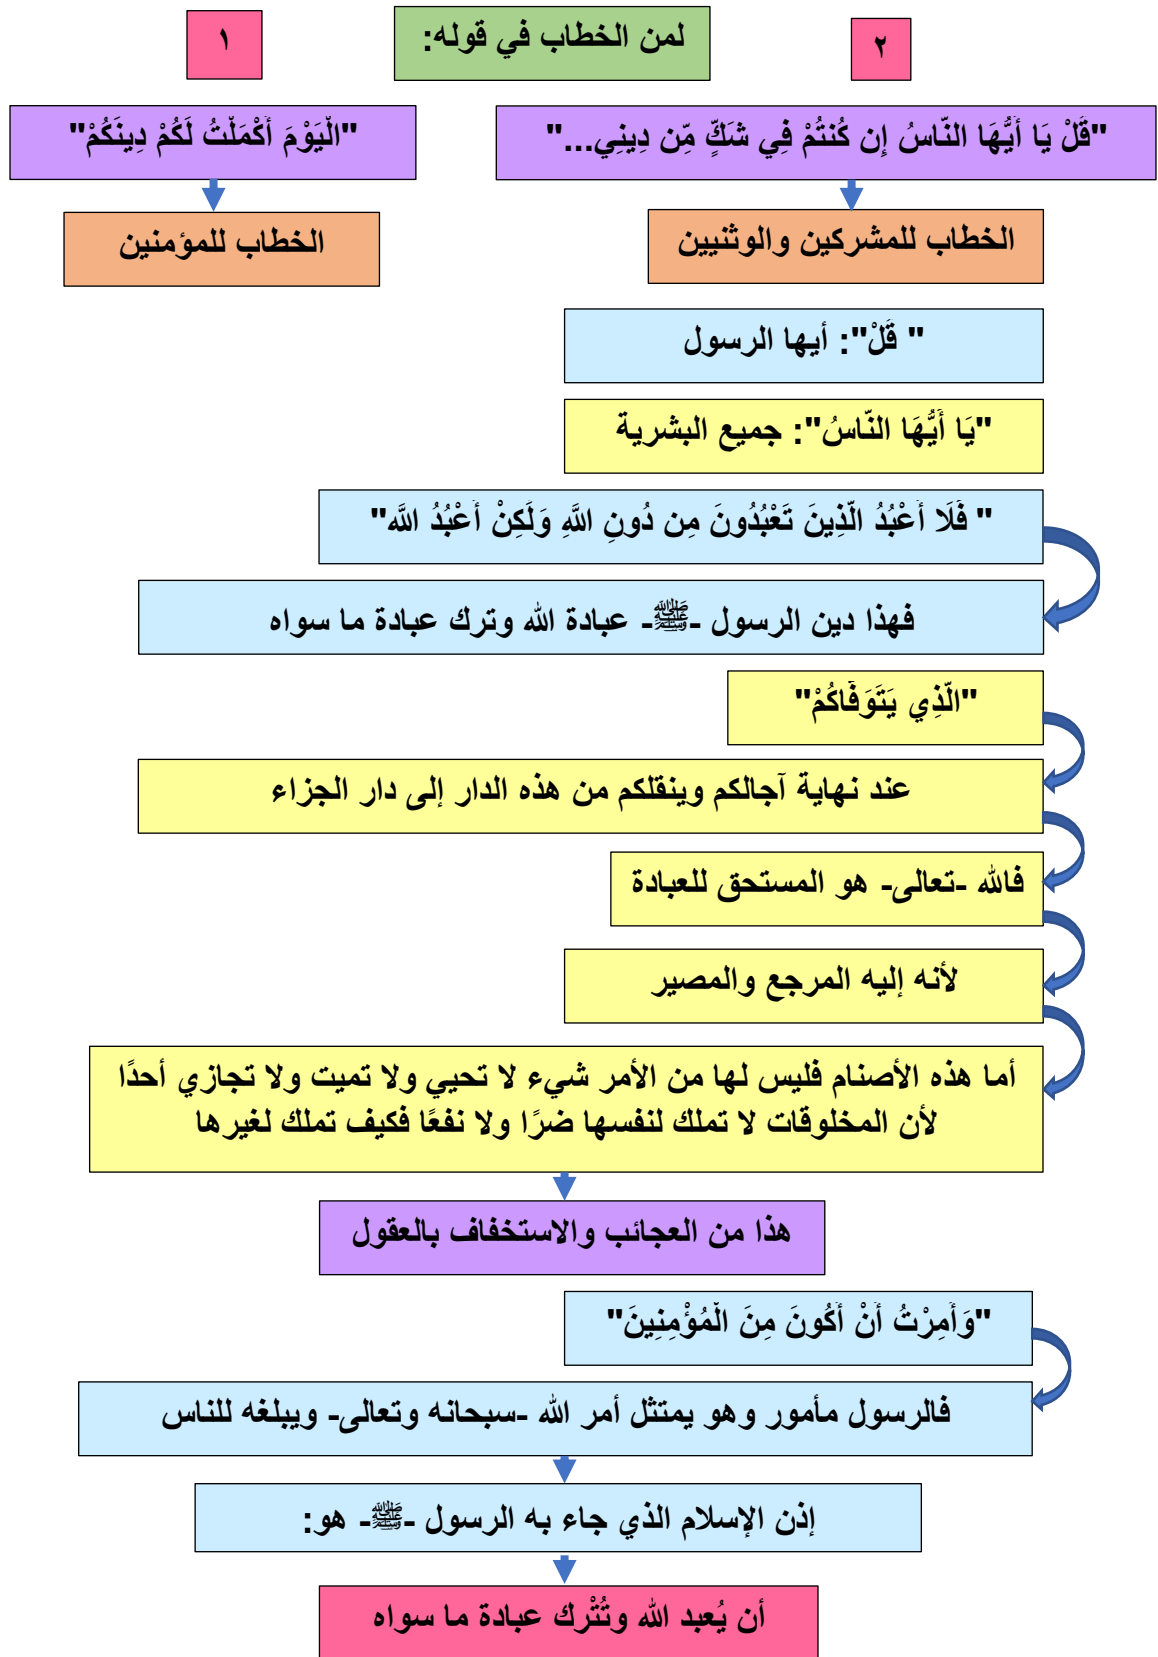 لمن الخطاب في قوله:
١
٢
"الْيَوْمَ أَكْمَلْتُ لَكُمْ دِينَكُمْ"
الخطاب للمؤمنين
"قُلْ يَا أَيُّهَا النَّاسُ إِن كُنتُمْ فِي شَكٍّ مِّن دِينِي..."
الخطاب للمشركين والوثنيين
" قُلْ": أيها الرسول
"يَا أَيُّهَا النَّاسُ": جميع البشرية
" فَلَا أَعْبُدُ الَّذِينَ تَعْبُدُونَ مِن دُونِ اللَّهِ وَلَكِنْ أَعْبُدُ اللَّه"
فهذا دين الرسول -ﷺ- عبادة الله وترك عبادة ما سواه
"الَّذِي يَتَوَفَّاكُمْ"
عند نهاية آجالكم وينقلكم من هذه الدار إلى دار الجزاء
فالله -تعالى- هو المستحق للعبادة
لأنه إليه المرجع والمصير
أما هذه الأصنام فليس لها من الأمر شيء لا تحيي ولا تميت ولا تجازي أحدًا
لأن المخلوقات لا تملك لنفسها ضرًا ولا نفعًا فكيف تملك لغيرها
هذا من العجائب والاستخفاف بالعقول
"وَأُمِرْتُ أَنْ أَكُونَ مِنَ الْمُؤْمِنِينَ"
فالرسول مأمور وهو يمتثل أمر الله -سبحانه وتعالى- ويبلغه للناس
إذن الإسلام الذي جاء به الرسول -ﷺ- هو:
أن يُعبد الله وتُتْرك عبادة ما سواه